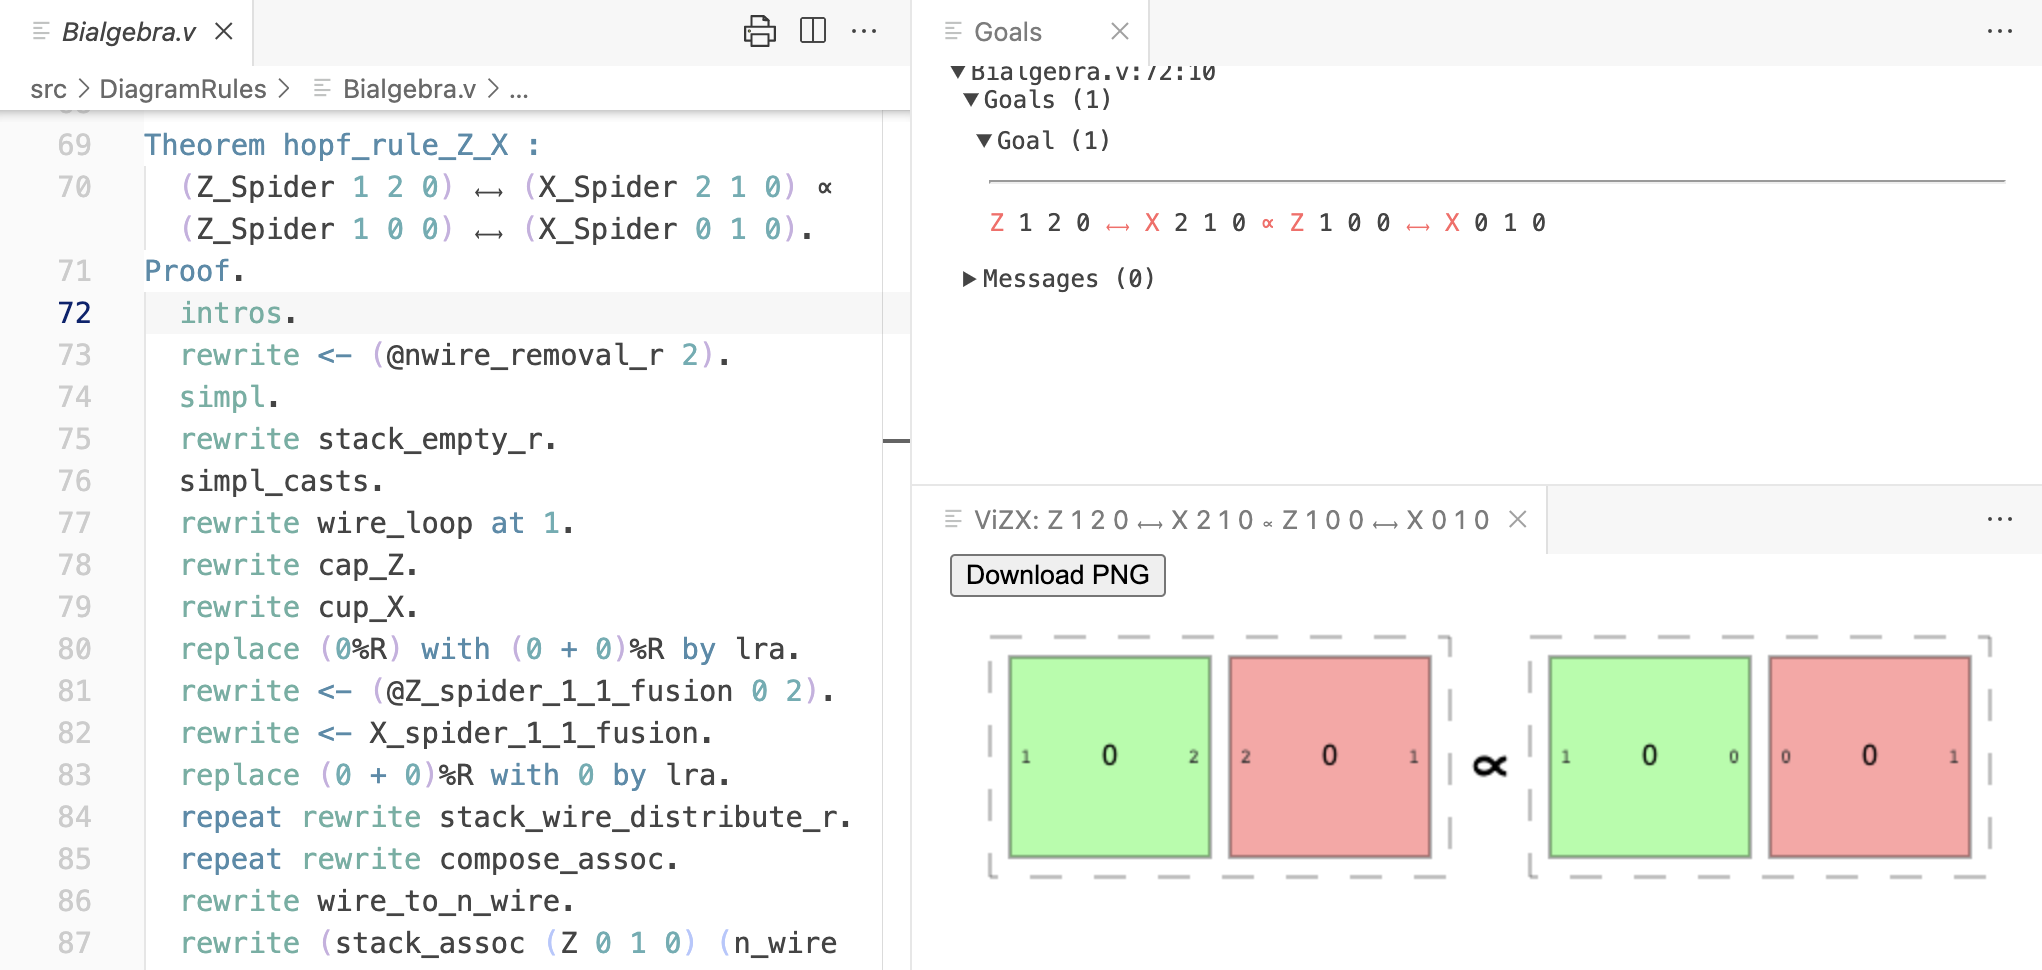 Bialgebra.v
src > DiagramRules > Bialgebra.v > ...
69 Theorem hopf_rule_Z_X :
70 (Z_Spider 1 2 0) ⟷ (X_Spider 2 1 0) ∝
(Z_Spider 1 0 0) ⟷ (X_Spider 0 1 0).
71 Proof.
72 intros.
73 rewrite <- (@nwire_removal_r 2).
74 simpl.
75 rewrite stack_empty_r.
76 simpl_casts.
77 rewrite wire_loop at 1.
78 rewrite cap_Z.
79 rewrite cup_X.
80 replace (0%R) with (0 + 0)%R by lra.
81 rewrite <- (@Z_spider_1_1_fusion 0 2).
82 rewrite <- X_spider_1_1_fusion.
83 replace (0 + 0)%R with 0 by lra.
84 repeat rewrite stack_wire_distribute_r.
85 repeat rewrite compose_assoc.
86 rewrite wire_to_n_wire.
87 rewrite (stack_assoc (Z 0 1 0) (n_wire
Goals
Bialgebra.v:72:10
Goals (1)
Goal (1)
Z 1 2 0 ⟷ X 2 1 0 ∝ Z 1 0 0 ⟷ X 0 1 0
Messages (0)
ViZX: Z 1 2 0 ⟷ X 2 1 0 ∝ Z 1 0 0 ⟷ X 0 1 0
Download PNG
1 0 2 2 0 1 ∝ 1 0 0 0 0 1